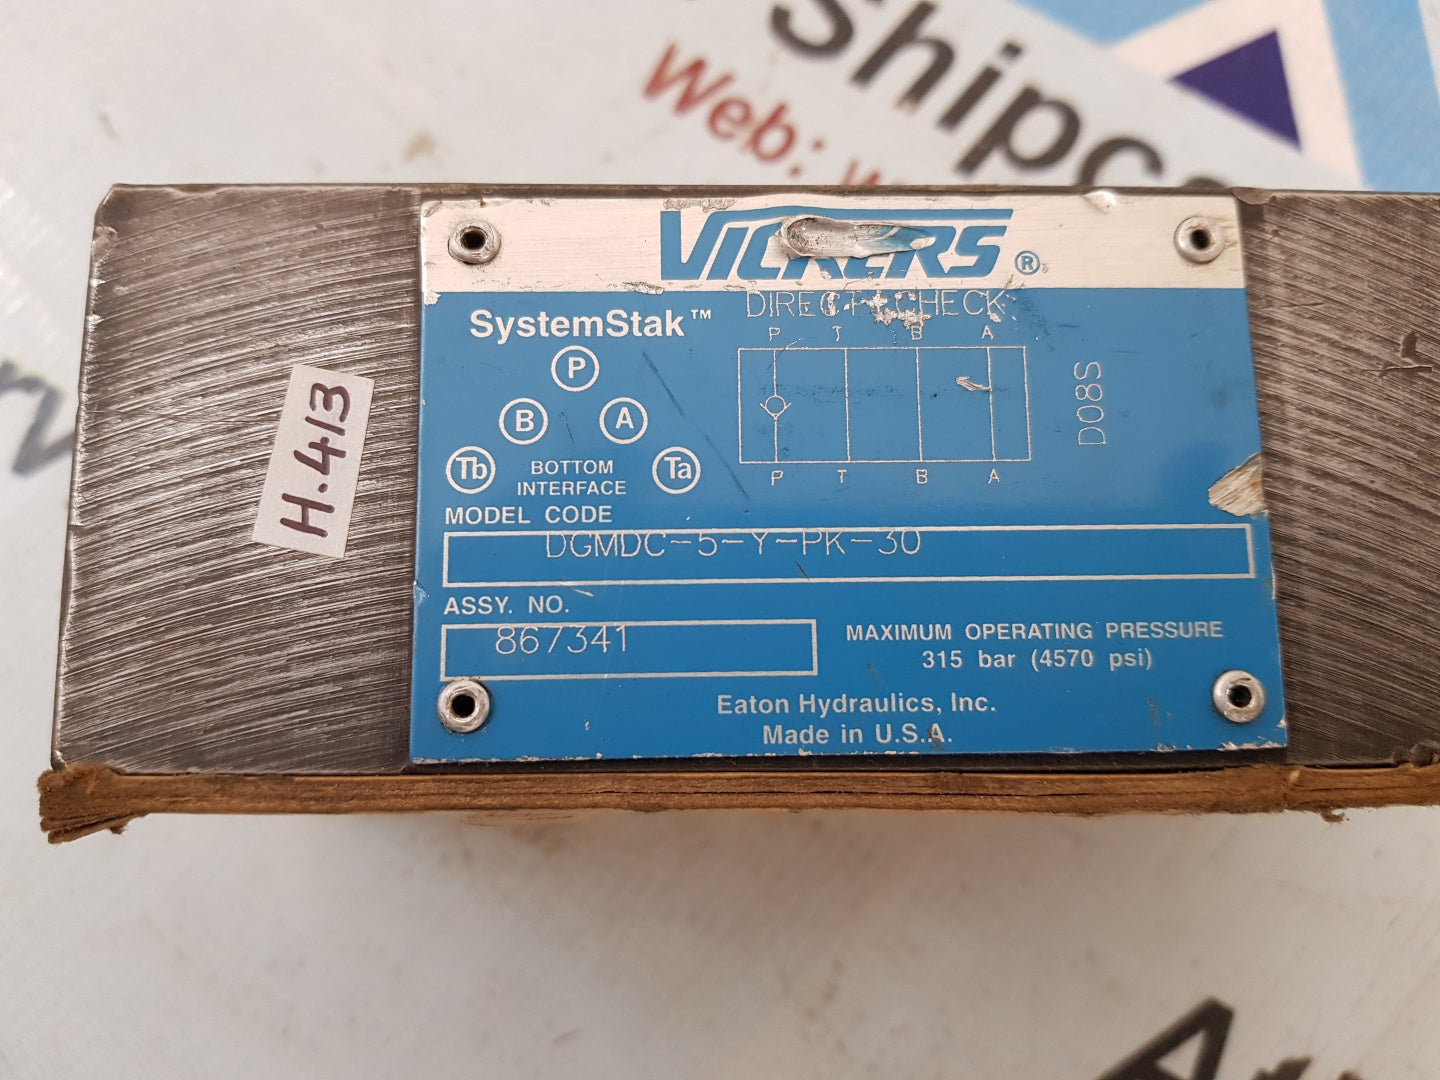 Shipc
Web:
VICKERS ®
SystemStak™
DIRECT CHECK
P T B A
P
B A
Tb Ta
BOTTOM
INTERFACE
D08S
P T B A
H.413
MODEL CODE
DGMDC-5-Y-PK-30
ASSY. NO.
867341
MAXIMUM OPERATING PRESSURE
315 bar (4570 psi)
Eaton Hydraulics, Inc.
Made in U.S.A.